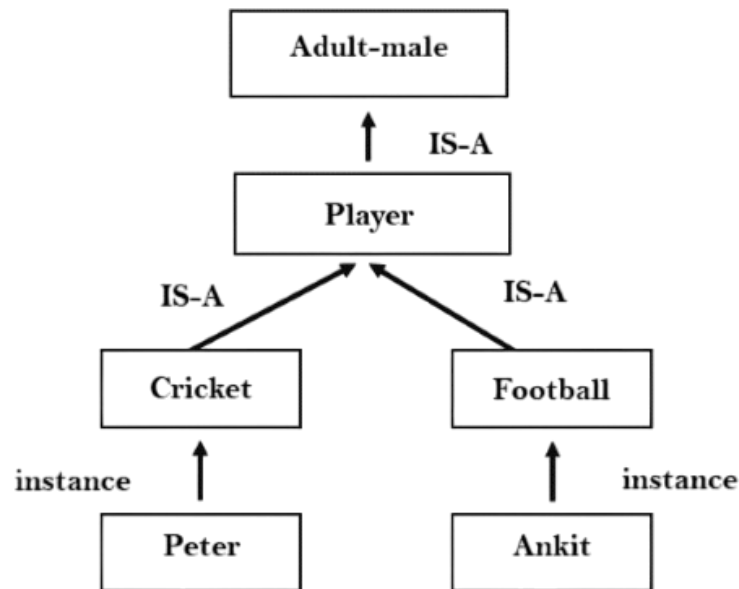 Adult-male
IS-A
Player
IS-A
IS-A
Cricket
Football
instance
instance
Peter
Ankit